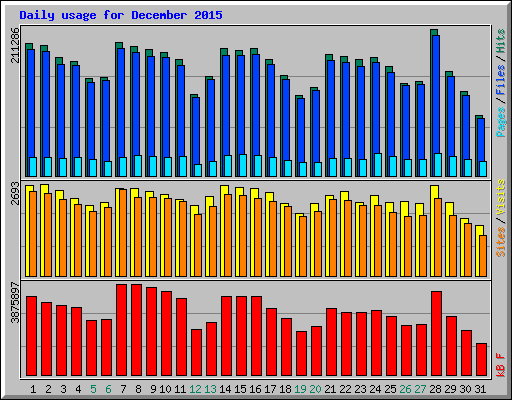 Daily usage for December 2015
211286
Pages / Files / Hits
2693
Sites / Visits
3875897
kB F
1 2 3 4 5 6 7 8 9 10 11 12 13 14 15 16 17 18 19 20 21 22 23 24 25 26 27 28 29 30 31